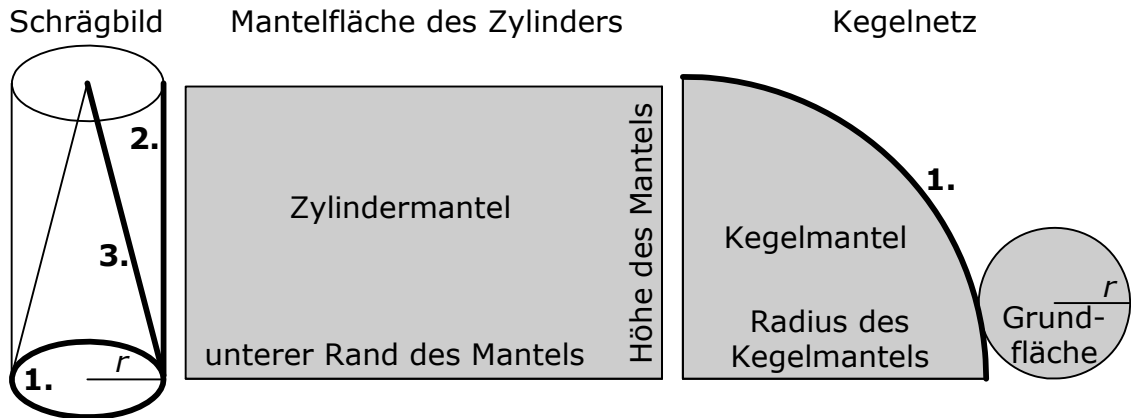 Schrägbild
Mantelfläche des Zylinders
Kegelnetz
2.
3.
1.
r
Zylindermantel
Höhe des Mantels
unterer Rand des Mantels
1.
Kegelmantel
Radius des
Kegelmantels
r
Grund-
fläche